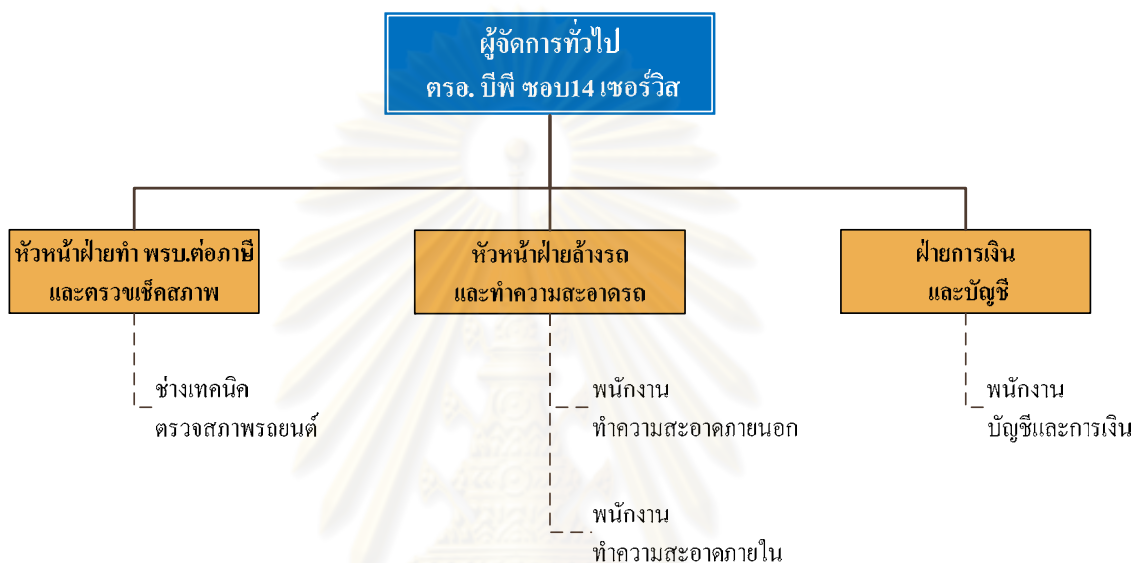 ผู้จัดการทั่วไป
ตรอ. บีพี ซอบ14 เซอร์วิส
หัวหน้าฝ่ายทำ พรบ.ต่อภาษี
และตรวขเช็คสภาพ
หัวหน้าฝ่ายล้างรถ
และทำความสะอาดรถ
ฝ่ายการเงิน
และบัญชี
ช่างเทคนิค
ตรวจสภาพรถยนต์
พนักงาน
ทำความสะอาดภายนอก
พนักงาน
บัญชีและการเงิน
พนักงาน
ทำความสะอาดภายใน